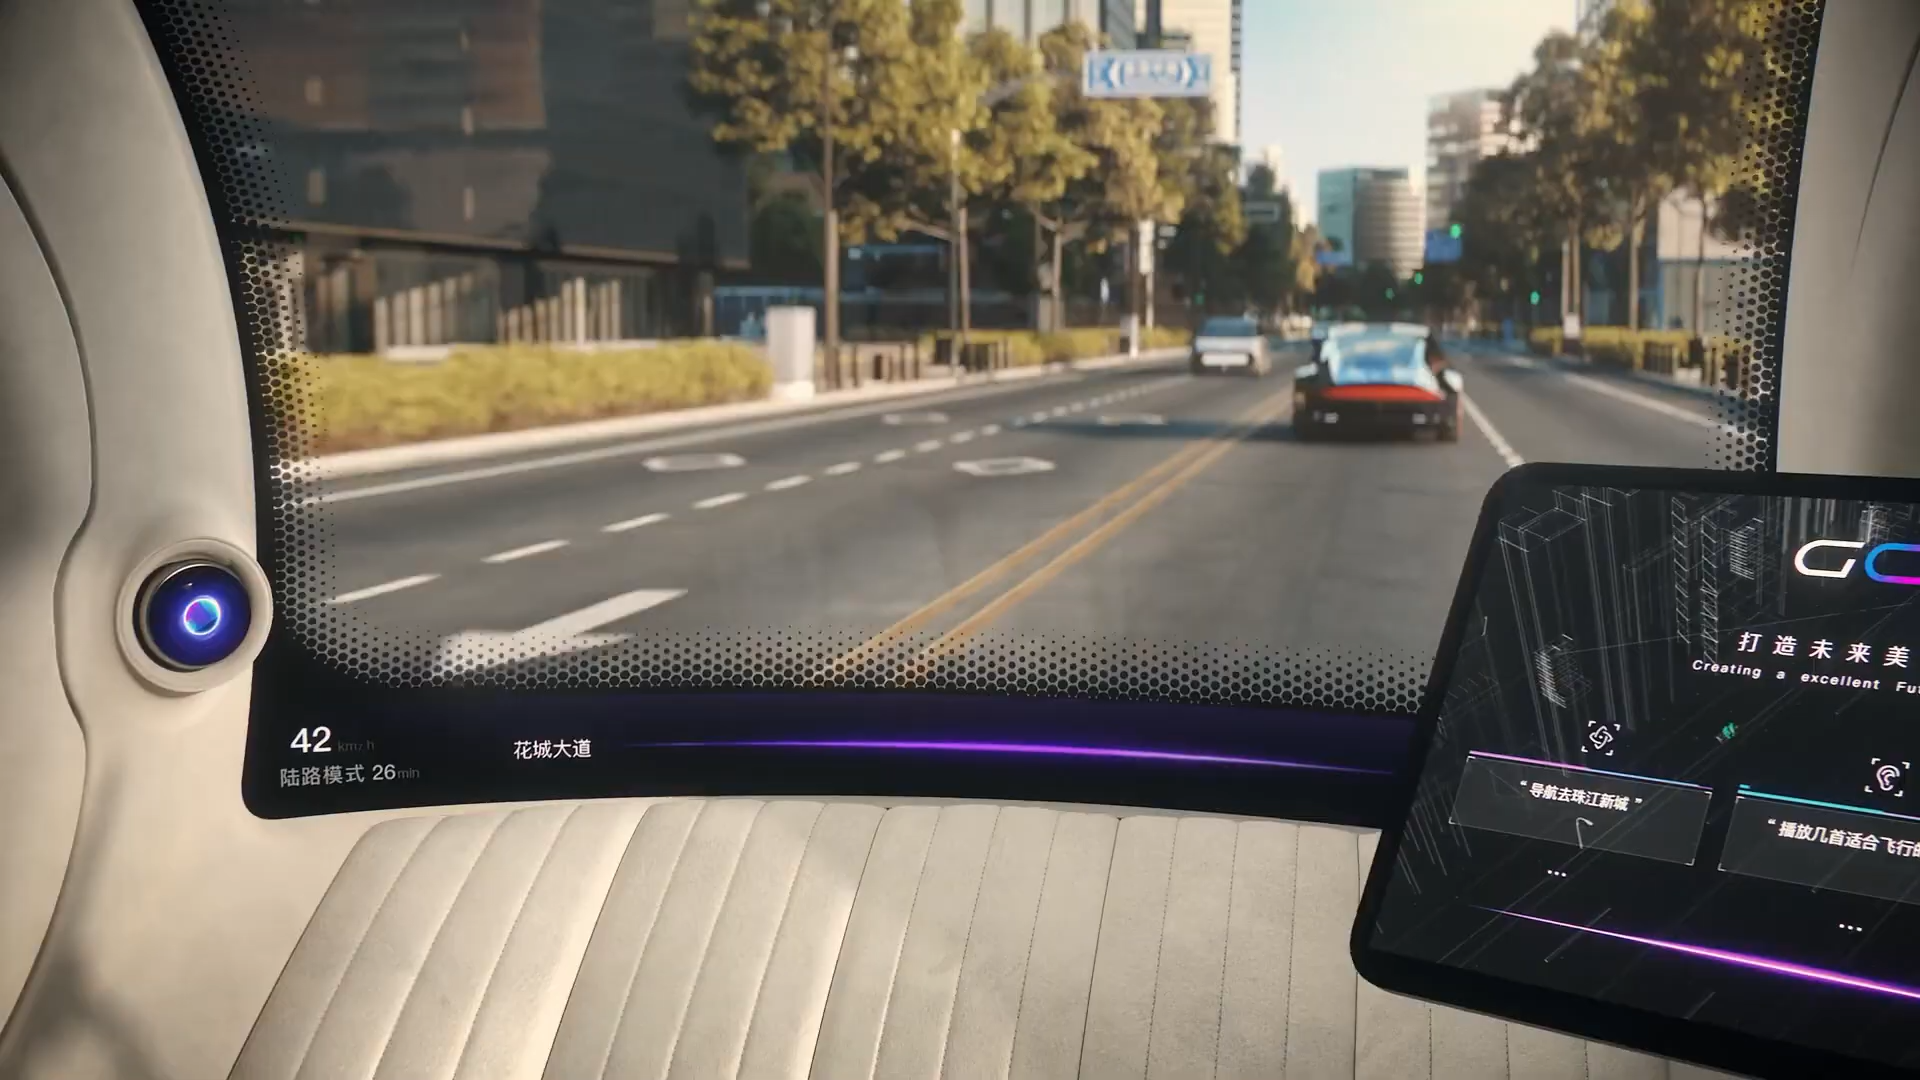 42 km/h
陆路模式 26min
花城大道
GO
打造未来美
Creating a excellent Fu
“导航去珠江新城”
...
“播放几首适合飞行的
...